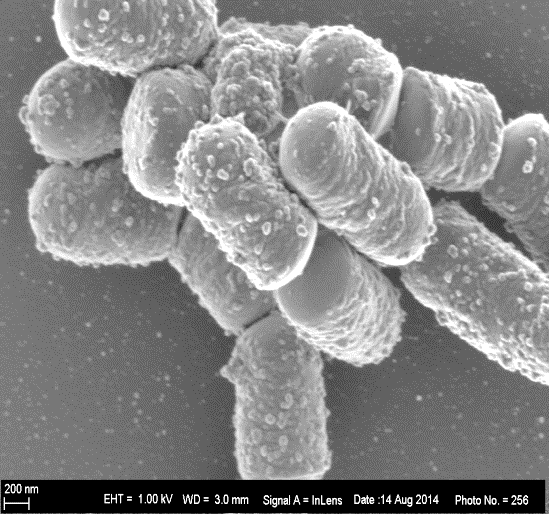 200 nm
EHT = 1.00 kV WD = 3.0 mm Signal A = InLens Date :14 Aug 2014 Photo No. = 256